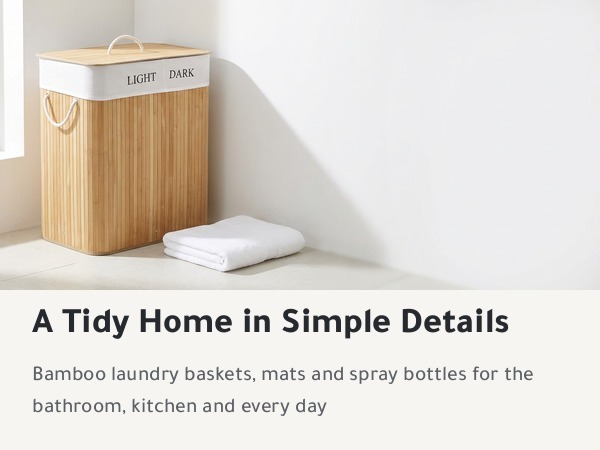 LIGHT DARK
A Tidy Home in Simple Details
Bamboo laundry baskets, mats and spray bottles for the
bathroom, kitchen and every day